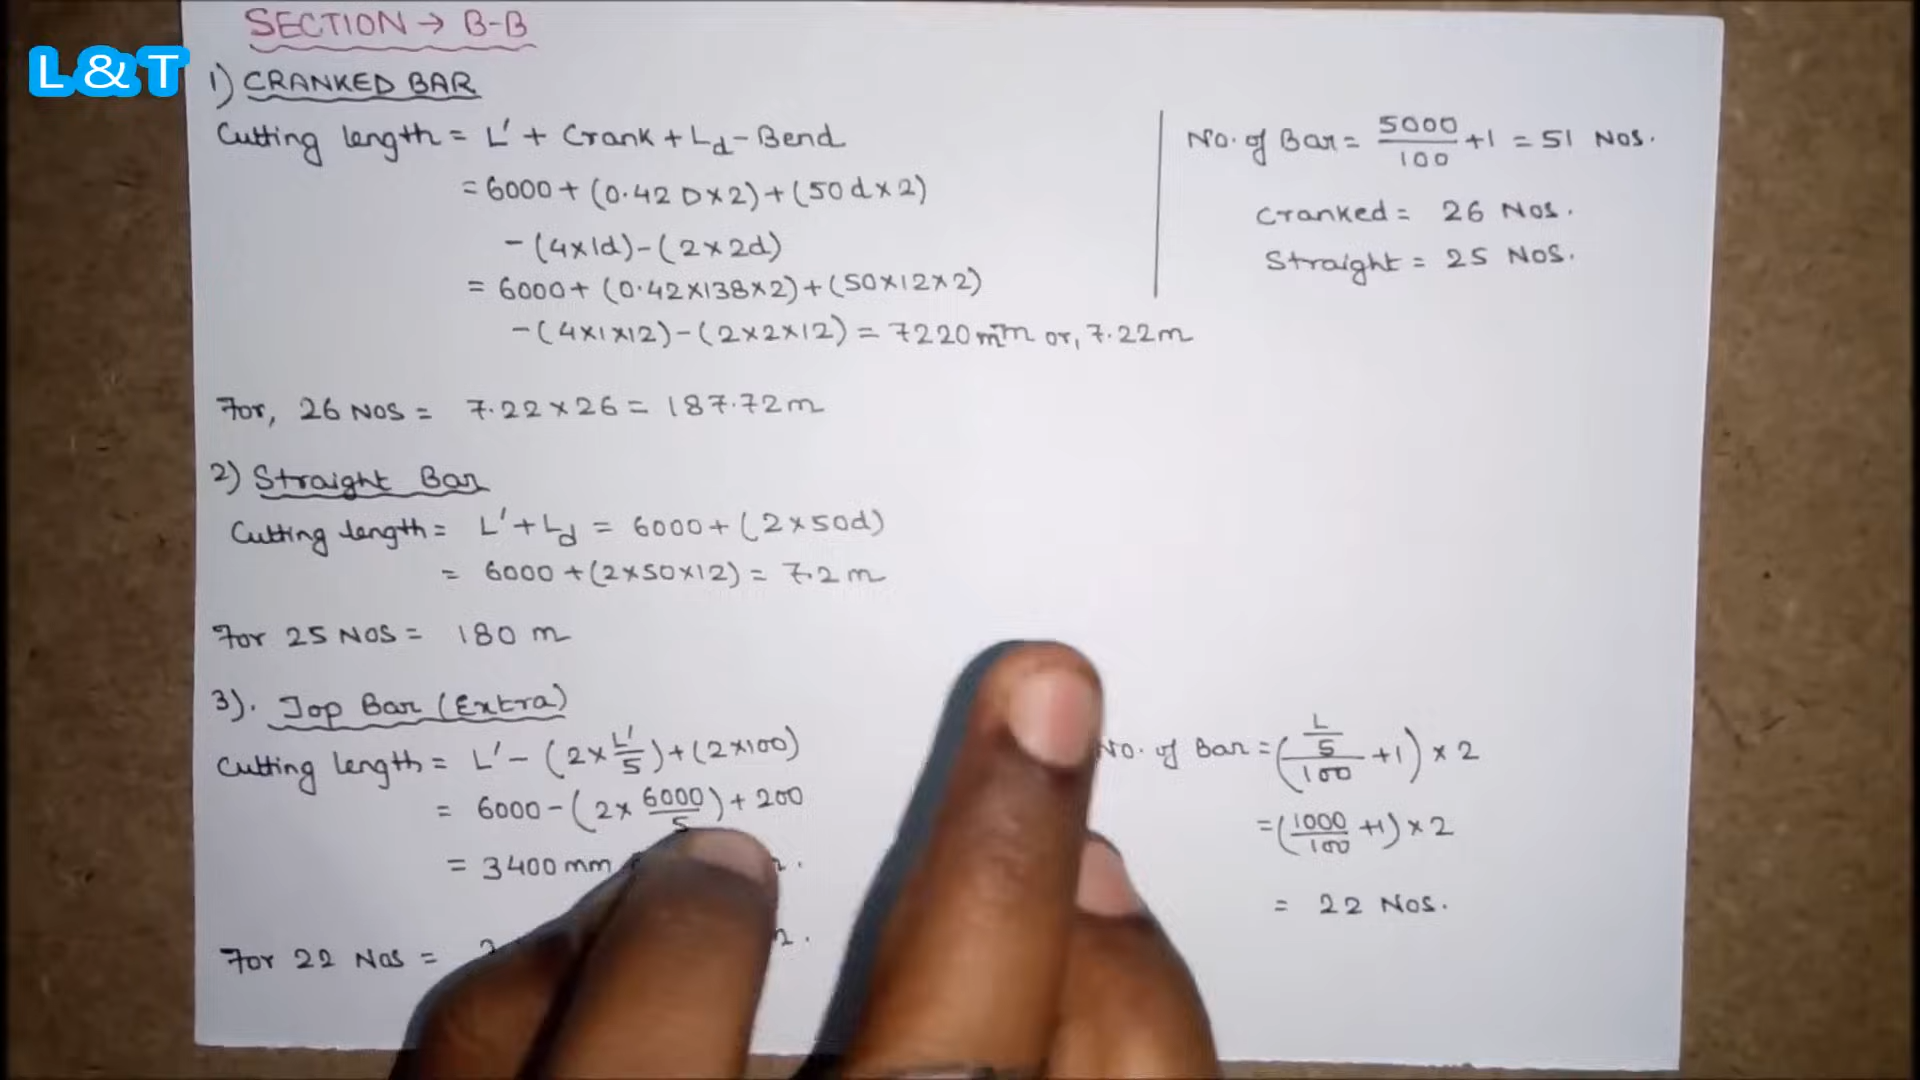 SECTION → B-B
L&T
1) CRANKED BAR
Cutting length = L' + Crank + Ld - Bend
= 6000 + (0.42 D×2) + (50d×2)
- (4×1d) - (2×2d)
= 6000 + (0.42×138×2) + (50×12×2)
- (4×1×12) - (2×2×12) = 7220 mm or, 7.22m
For, 26 Nos = 7.22×26 = 187.72m
No. of Bar = 5000/100 +1 = 51 Nos.
Cranked = 26 Nos.
Straight = 25 Nos.
2) Straight Bar
Cutting length = L' + Ld = 6000 + (2×50d)
= 6000 + (2×50×12) = 7.2 m
For 25 Nos = 180 m
3). Top Bar (Extra)
Cutting length = L' - (2× L'/5) + (2×100)
= 6000 - (2× 6000/5) + 200
= 3400 mm
For 22 Nos =
No. of Bar = ((L/5)/100 +1) × 2
= (1000/100 +1) × 2
= 22 Nos.